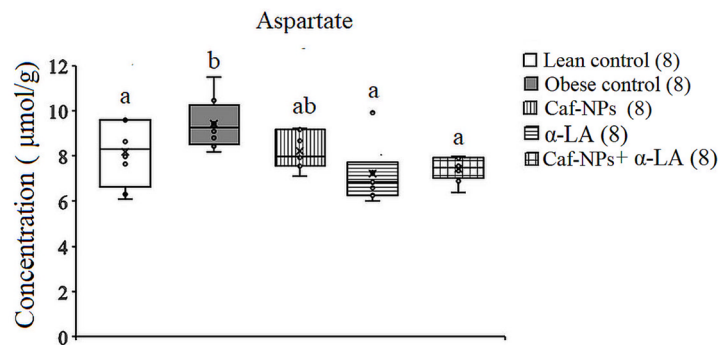 Aspartate
Concentration ( μmol/g)
12
10
8
6
4
2
0
a
b
ab
a
a
Lean control (8)
Obese control (8)
Caf-NPs (8)
α-LA (8)
Caf-NPs+ α-LA (8)